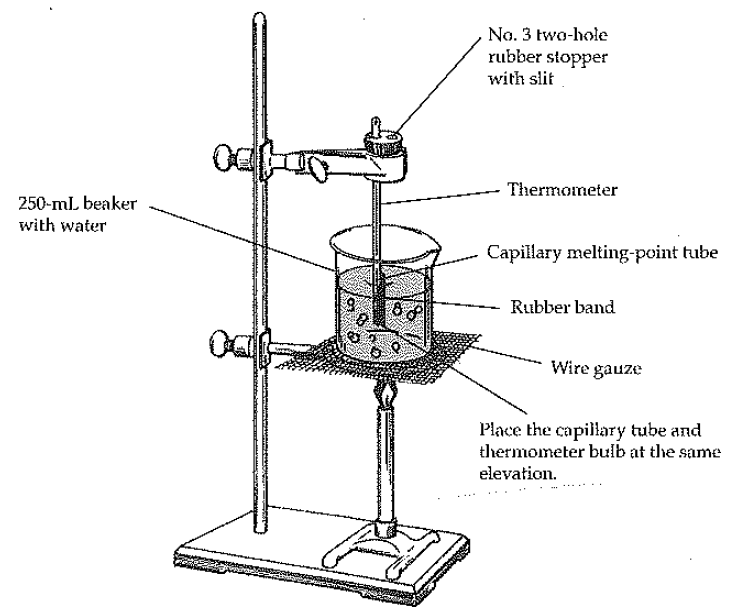 No. 3 two-hole
rubber stopper
with slit
Thermometer
250-mL beaker
with water
Capillary melting-point tube
Rubber band
Wire gauze
Place the capillary tube and
thermometer bulb at the same
elevation.